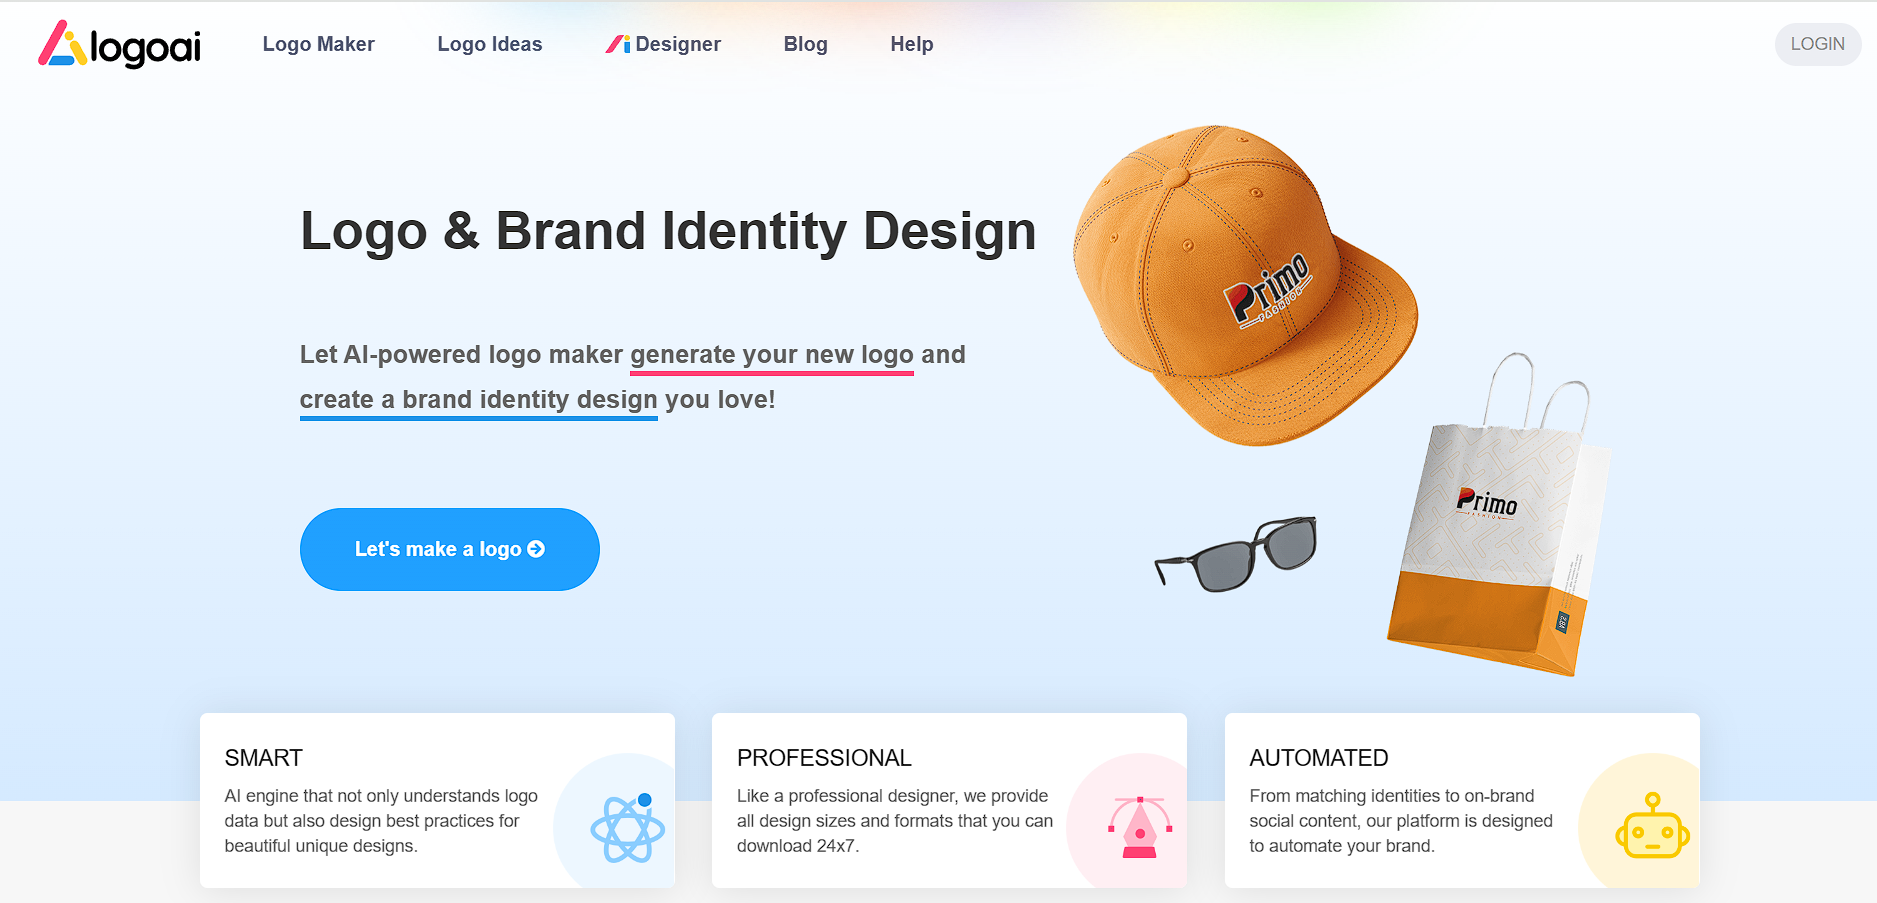 logoai
Logo Maker
Logo Ideas
Designer
Blog
Help
LOGIN
Logo & Brand Identity Design
Let AI-powered logo maker generate your new logo and
create a brand identity design you love!
Let's make a logo
Primo
FASHION
Primo
FASHION
SMART
AI engine that not only understands logo
data but also design best practices for
beautiful unique designs.
PROFESSIONAL
Like a professional designer, we provide
all design sizes and formats that you can
download 24x7.
AUTOMATED
From matching identities to on-brand
social content, our platform is designed
to automate your brand.